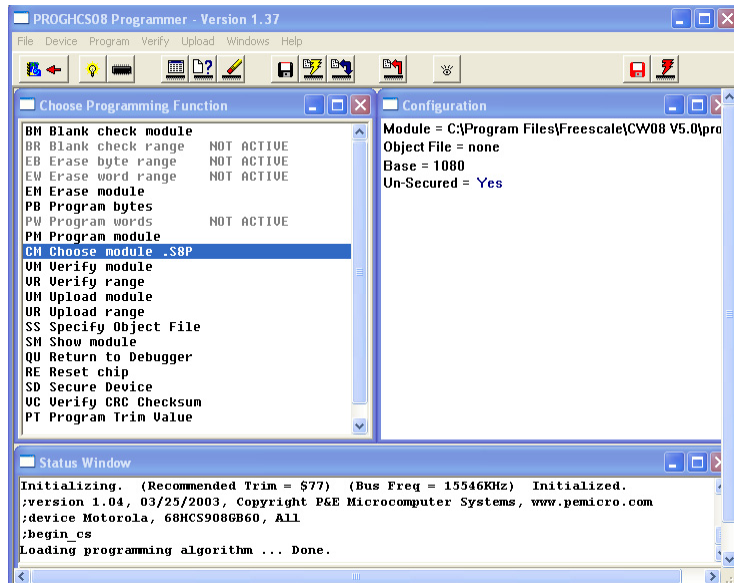 PROGHCS08 Programmer - Version 1.37
File Device Program Verify Upload Windows Help
Choose Programming Function
BM Blank check module
BR Blank check range NOT ACTIVE
EB Erase byte range NOT ACTIVE
EW Erase word range NOT ACTIVE
EM Erase module
PB Program bytes
PW Program words NOT ACTIVE
PM Program module
CM Choose module .S8P
VM Verify module
VR Verify range
UM Upload module
UR Upload range
SS Specify Object File
SM Show module
QU Return to Debugger
RE Reset chip
SD Secure Device
VC Verify CRC Checksum
PT Program Trim Value
Configuration
Module = C:\Program Files\Freescale\CW08 V5.0\pro
Object File = none
Base = 1080
Un-Secured = Yes
Status Window
Initializing. (Recommended Trim = $77) (Bus Freq = 15546KHz) Initialized.
;version 1.04, 03/25/2003, Copyright P&E Microcomputer Systems, www.pemicro.com
;device Motorola, 68HCS908GB60, All
;begin_cs
Loading programming algorithm ... Done.